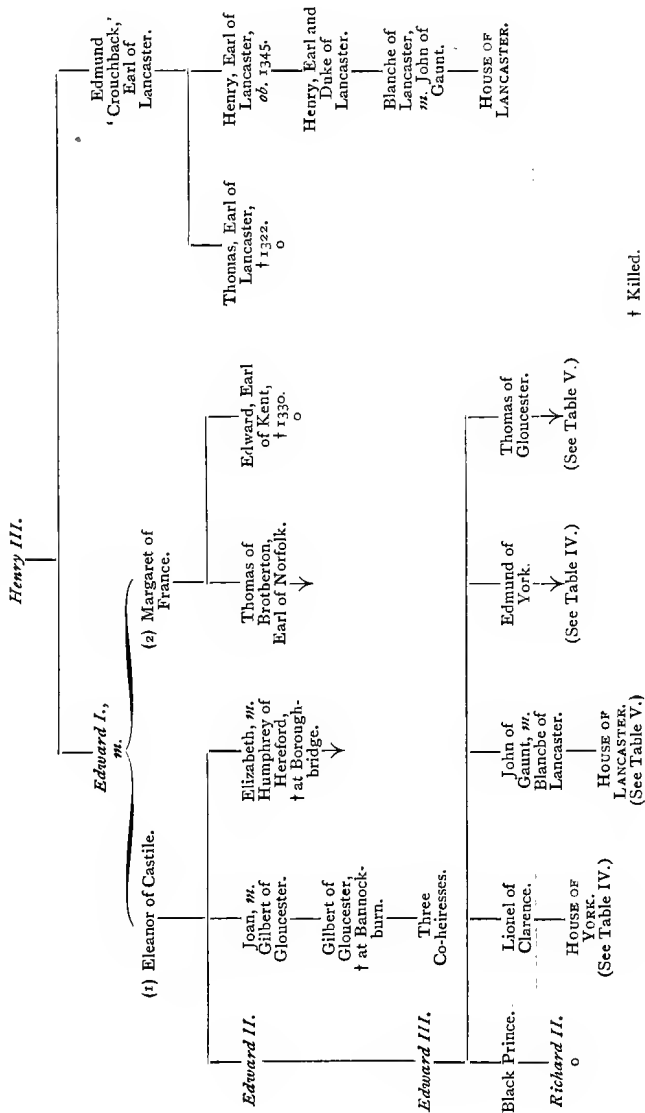 Henry III.
Edward I.,
m.
Edmund
‘Crouchback,’
Earl of
Lancaster.
(1) Eleanor of Castile.
(2) Margaret of
France.
Edward II.
Joan, m.
Gilbert of
Gloucester.
Elizabeth, m.
Humphrey of
Hereford,
† at Borough-
bridge.
Thomas of
Brotberton,
Earl of Norfolk.
Edward, Earl
of Kent,
† 1330.
o
Thomas, Earl of
Lancaster,
† 1322.
o
Henry, Earl of
Lancaster,
ob. 1345.
Gilbert of
Gloucester,
† at Bannock-
burn.
Henry, Earl and
Duke of
Lancaster.
Edward III.
Three
Co-heiresses.
Blanche of
Lancaster,
m. John of
Gaunt.
HOUSE OF
LANCASTER.
Black Prince.
Lionel of
Clarence.
John of
Gaunt, m.
Blanche of
Lancaster.
Edmund of
York.
Thomas of
Gloucester.
Richard II.
o
HOUSE OF
YORK.
(See Table IV.)
HOUSE OF
LANCASTER.
(See Table V.)
(See Table IV.)
(See Table V.)
† Killed.